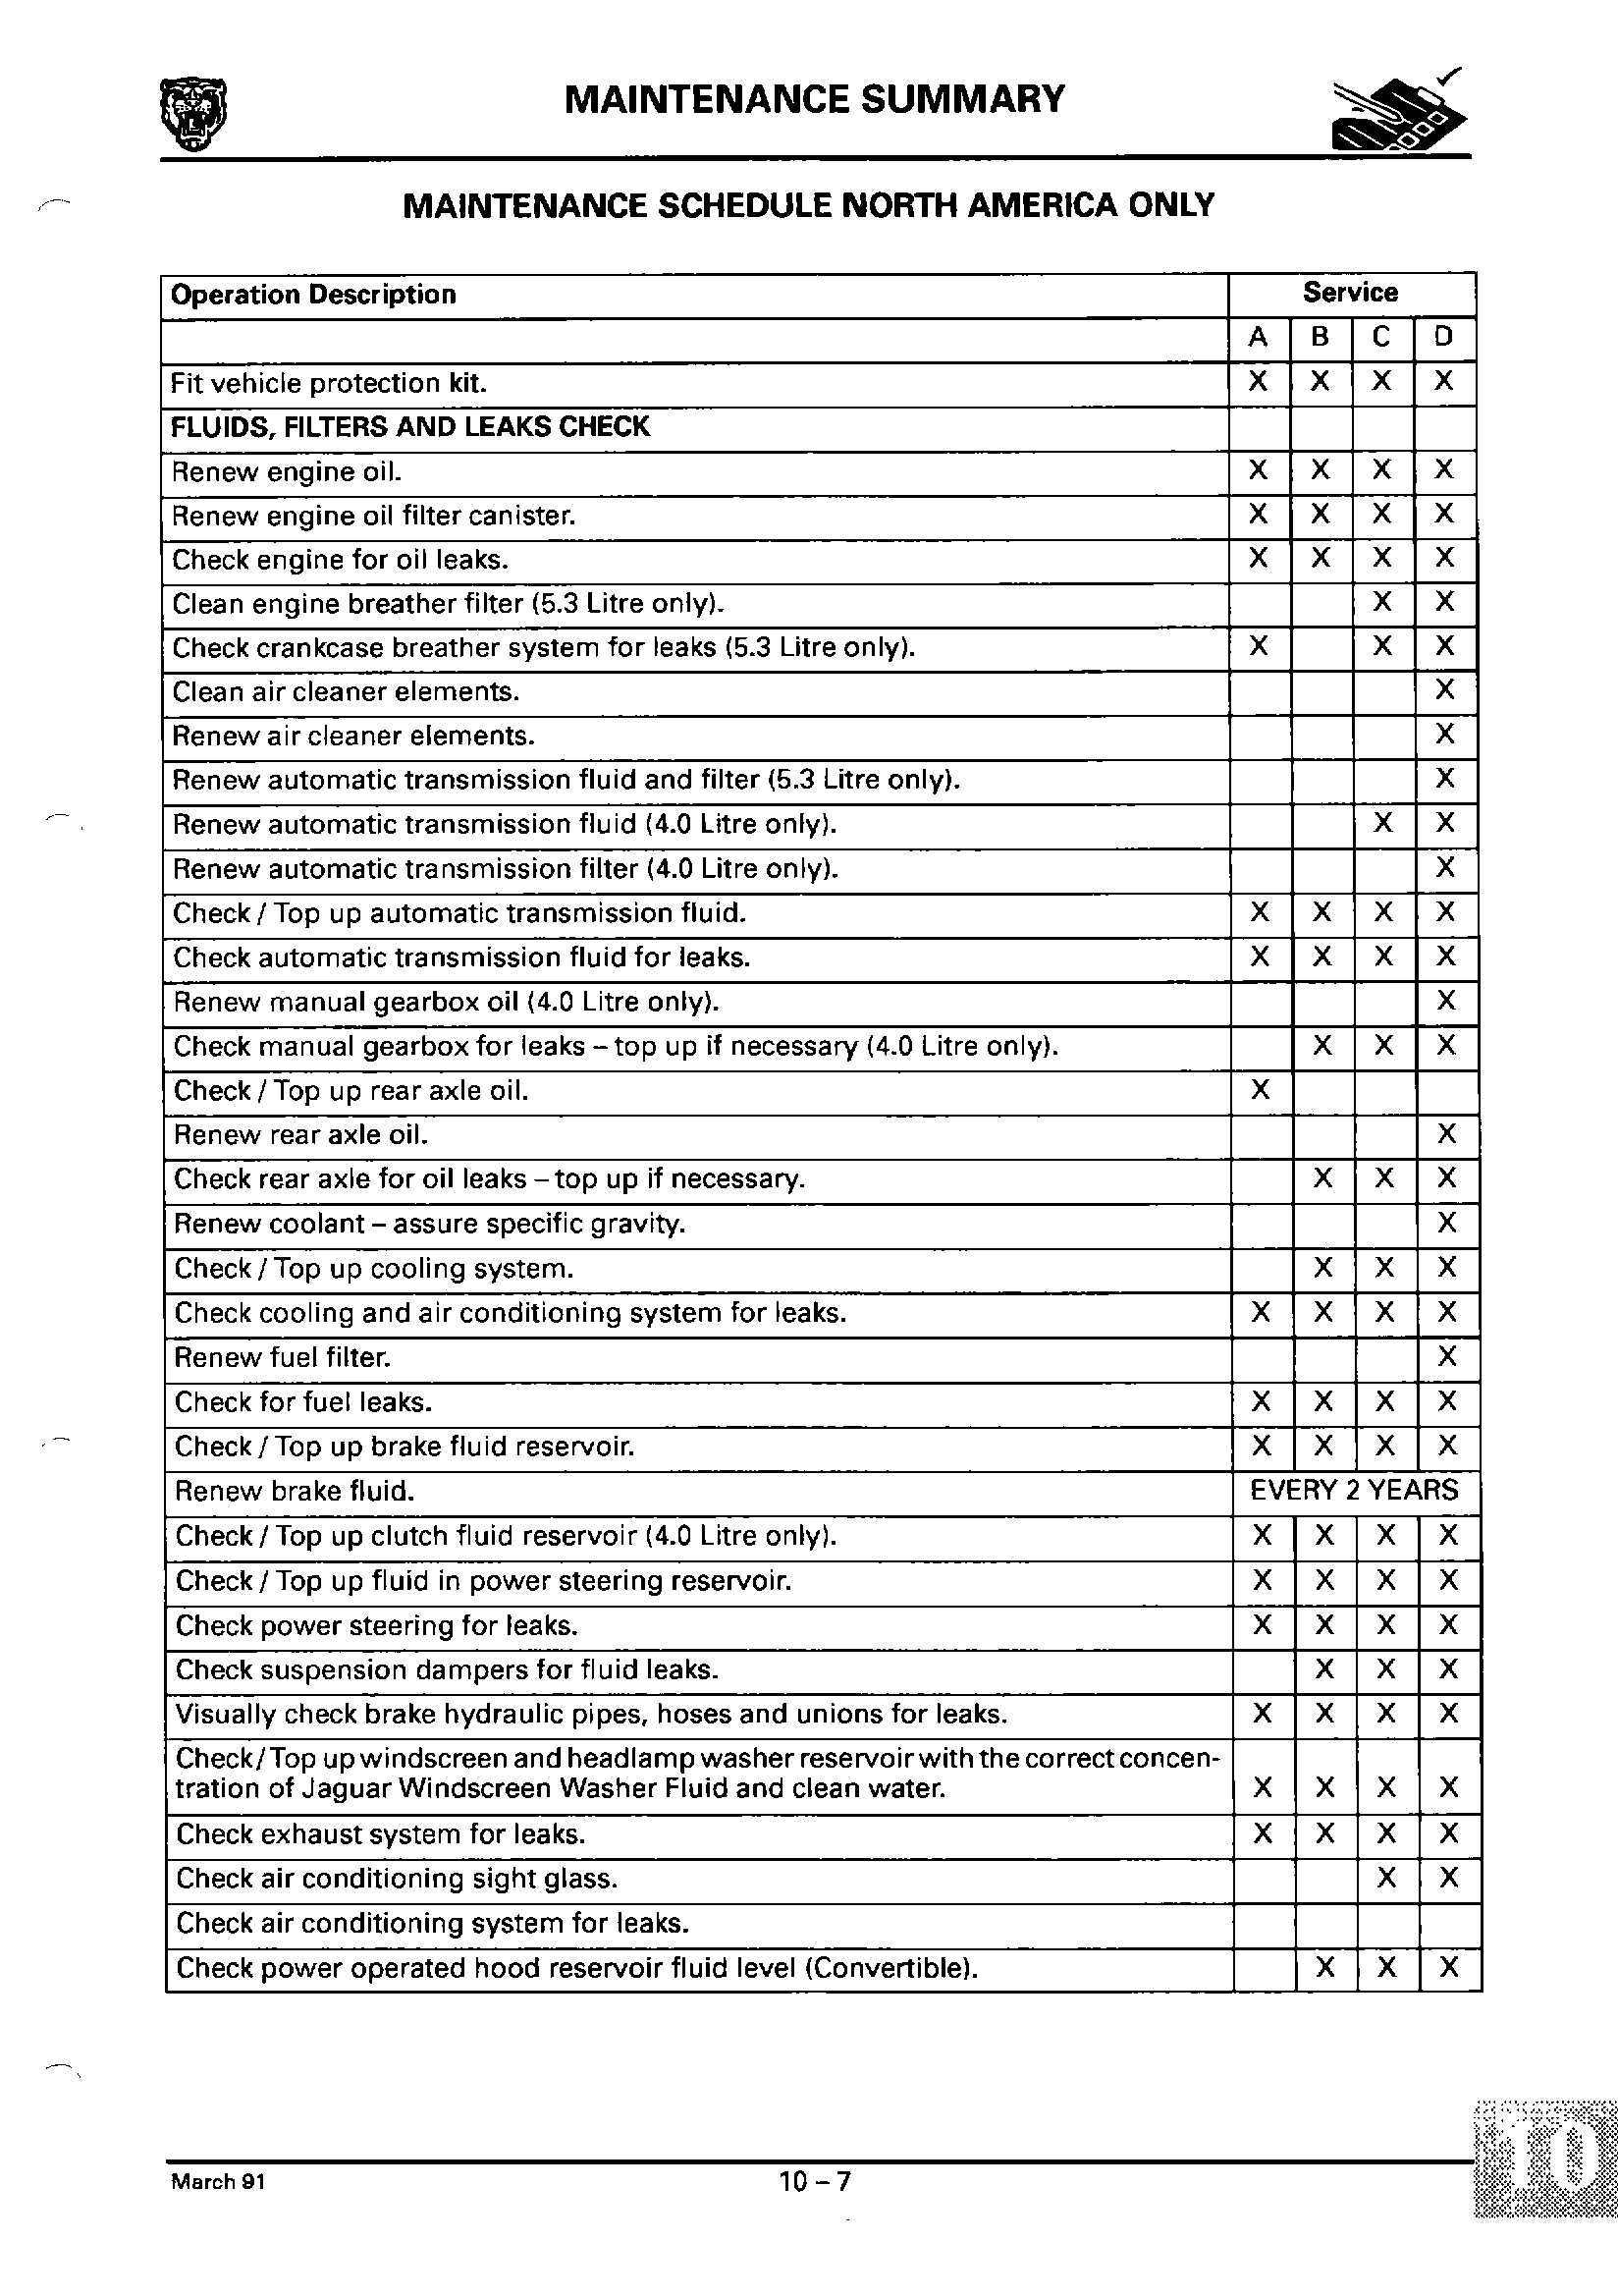 MAINTENANCE SUMMARY
MAINTENANCE SCHEDULE NORTH AMERICA ONLY
Operation Description Service
A B C D
Fit vehicle protection kit. X X X X
FLUIDS, FILTERS AND LEAKS CHECK
Renew engine oil. X X X X
Renew engine oil filter canister. X X X X
Check engine for oil leaks. X X X X
Clean engine breather filter (5.3 Litre only). X X
Check crankcase breather system for leaks (5.3 Litre only). X X X
Clean air cleaner elements. X
Renew air cleaner elements. X
Renew automatic transmission fluid and filter (5.3 Litre only). X
Renew automatic transmission fluid (4.0 Litre only). X X
Renew automatic transmission filter (4.0 Litre only). X
Check / Top up automatic transmission fluid. X X X X
Check automatic transmission fluid for leaks. X X X X
Renew manual gearbox oil (4.0 Litre only). X
Check manual gearbox for leaks – top up if necessary (4.0 Litre only). X X X
Check / Top up rear axle oil. X
Renew rear axle oil. X
Check rear axle for oil leaks – top up if necessary. X X X
Renew coolant – assure specific gravity. X
Check / Top up cooling system. X X X
Check cooling and air conditioning system for leaks. X X X X
Renew fuel filter. X
Check for fuel leaks. X X X X
Check / Top up brake fluid reservoir. X X X X
Renew brake fluid. EVERY 2 YEARS
Check / Top up clutch fluid reservoir (4.0 Litre only). X X X X
Check / Top up fluid in power steering reservoir. X X X X
Check power steering for leaks. X X X X
Check suspension dampers for fluid leaks. X X X
Visually check brake hydraulic pipes, hoses and unions for leaks. X X X X
Check / Top up windscreen and headlamp washer reservoir with the correct concen-
tration of Jaguar Windscreen Washer Fluid and clean water. X X X X
Check exhaust system for leaks. X X X X
Check air conditioning sight glass. X X
Check air conditioning system for leaks.
Check power operated hood reservoir fluid level (Convertible). X X X
10
March 91 10 – 7